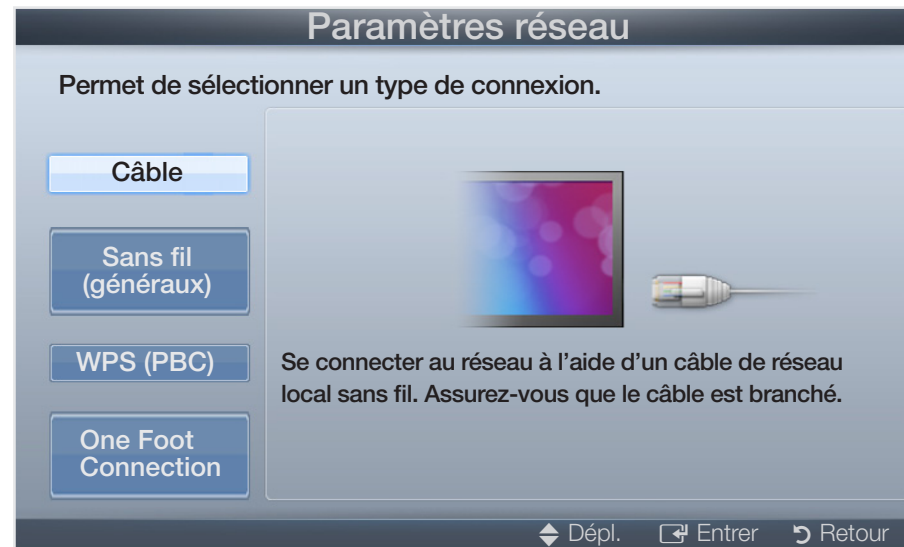 Paramètres réseau
Permet de sélectionner un type de connexion.
Câble
Sans fil
(généraux)
WPS (PBC)
One Foot
Connection
Se connecter au réseau à l’aide d’un câble de réseau
local sans fil. Assurez-vous que le câble est branché.
Dépl. Entrer Retour